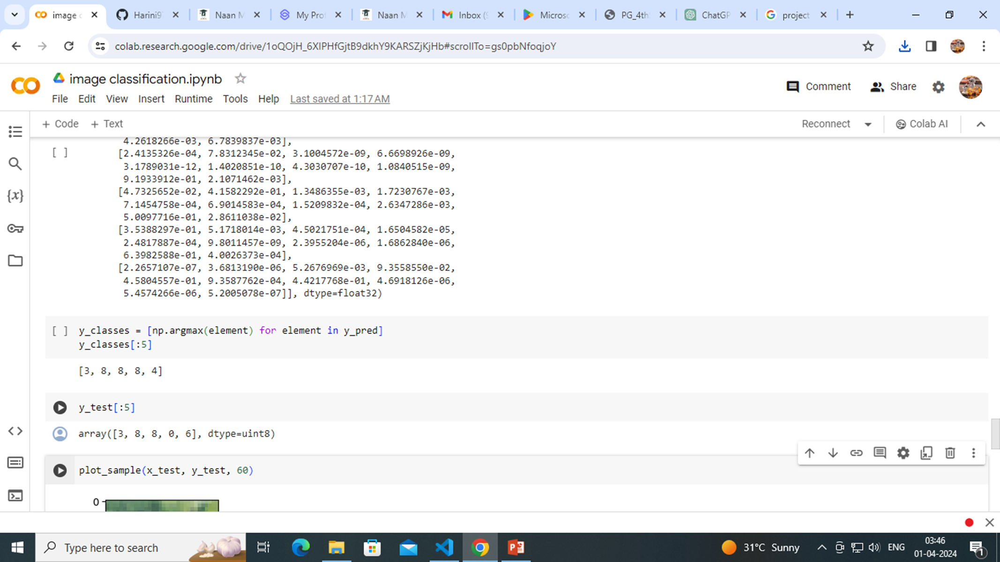 image c
Harini9
Naan M
My Prof
Naan M
Inbox (9
Microso
PG_4th
ChatGP
project
colab.research.google.com/drive/1oQOjH_6XIPHfGjtB9dkhY9KARSZjKjHb#scrollTo=gs0pbNfoqjoY
CO
image classification.ipynb
Comment
Share
File Edit View Insert Runtime Tools Help Last saved at 1:17 AM
+ Code + Text
Reconnect
Colab AI
4.2618266e-03, 6.7839837e-03],
[ ] [2.4135326e-04, 7.8312345e-02, 3.1004572e-09, 6.6698926e-09,
3.1789031e-12, 1.4020851e-10, 4.3030707e-10, 1.0840515e-09,
9.1933912e-01, 2.1071462e-03],
[4.7325652e-02, 4.1582292e-01, 1.3486355e-03, 1.7230767e-03,
7.1454758e-04, 6.9014583e-04, 1.5209832e-04, 2.6347286e-03,
5.0097716e-01, 2.8611038e-02],
[3.5388297e-01, 5.1718014e-03, 4.5021751e-04, 1.6504582e-05,
2.4817887e-04, 9.8011457e-09, 2.3955204e-06, 1.6862840e-06,
6.3982588e-01, 4.0026373e-04],
[2.2657107e-07, 3.6813190e-06, 5.2676969e-03, 9.3558550e-02,
4.5804557e-01, 9.3587762e-04, 4.4217768e-01, 4.6918126e-06,
5.4574266e-06, 5.2005078e-07]], dtype=float32)
[ ] y_classes = [np.argmax(element) for element in y_pred]
y_classes[:5]
[3, 8, 8, 8, 4]
y_test[:5]
array([3, 8, 8, 0, 6], dtype=uint8)
plot_sample(x_test, y_test, 60)
0
Type here to search
31°C Sunny
ENG
03:46
01-04-2024
1